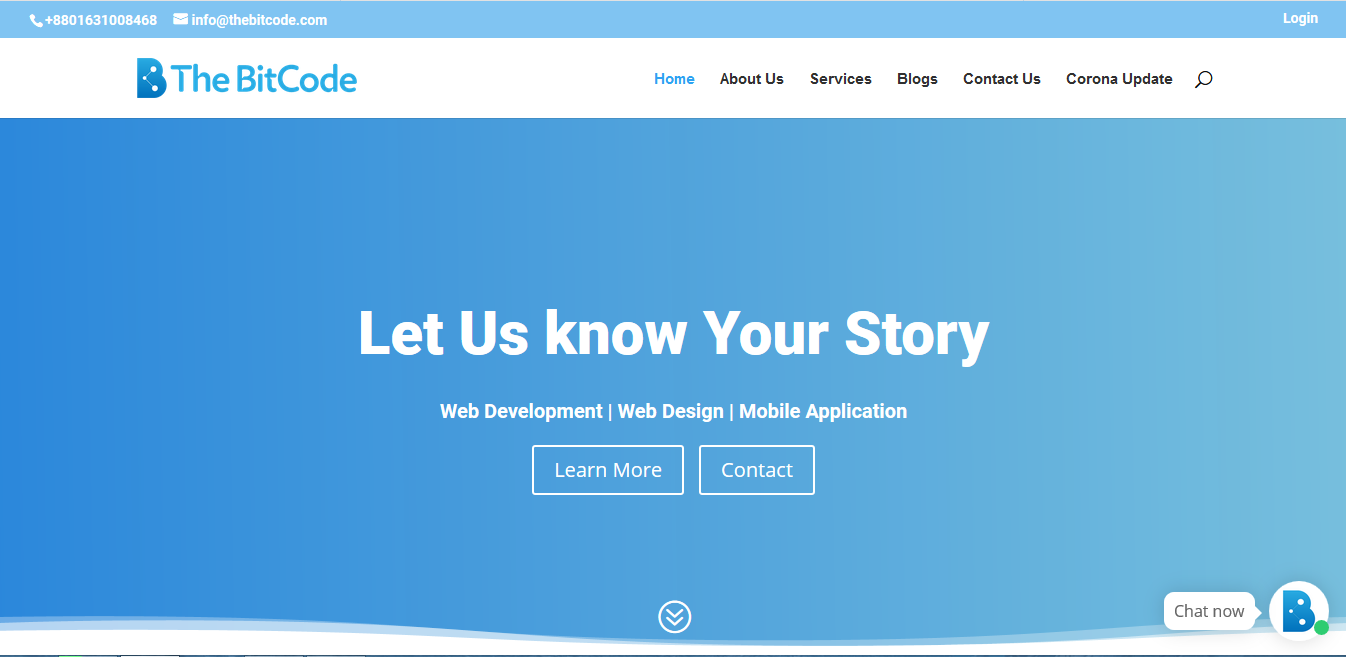 +8801631008468 info@thebitcode.com Login
The BitCode Home About Us Services Blogs Contact Us Corona Update
Let Us know Your Story
Web Development | Web Design | Mobile Application
Learn More Contact
Chat now